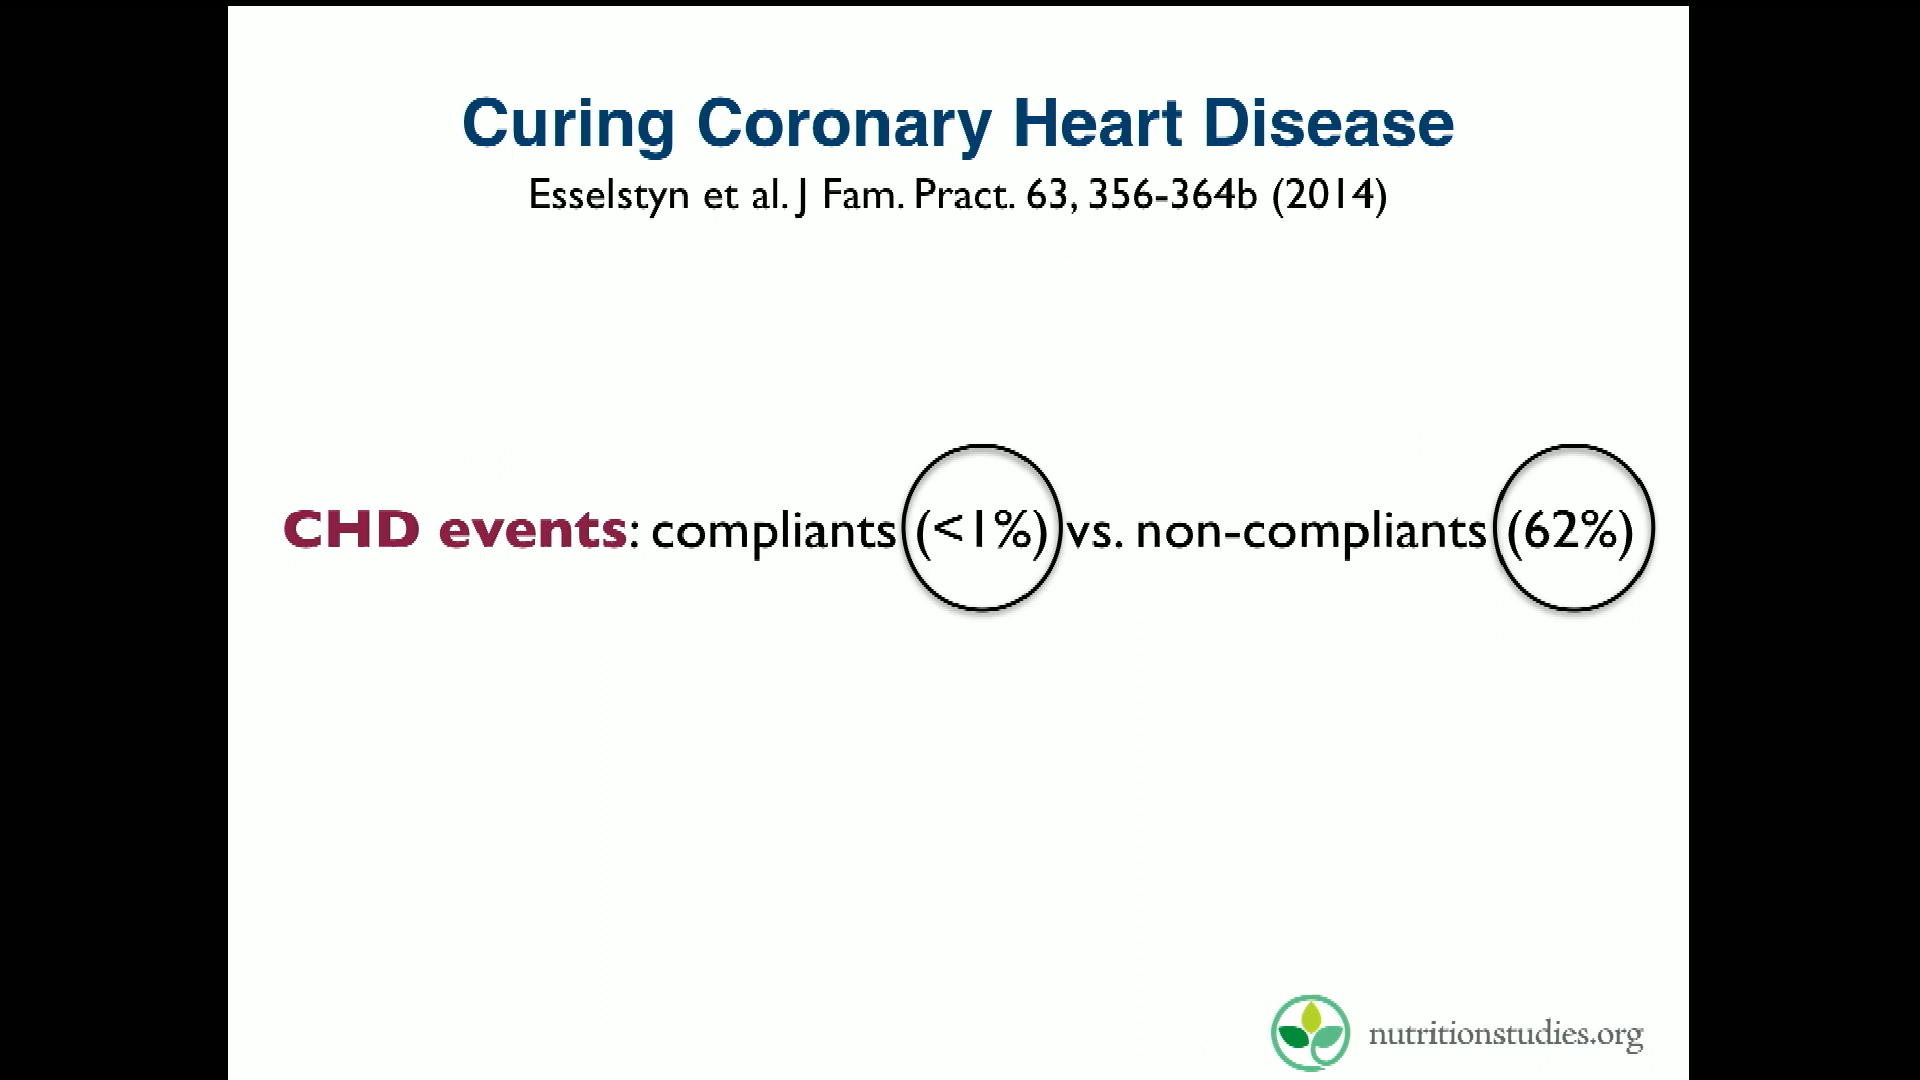 Curing Coronary Heart Disease
Esselstyn et al. J Fam. Pract. 63, 356-364b (2014)
CHD events: compliants (<1%) vs. non-compliants (62%)
nutritionstudies.org